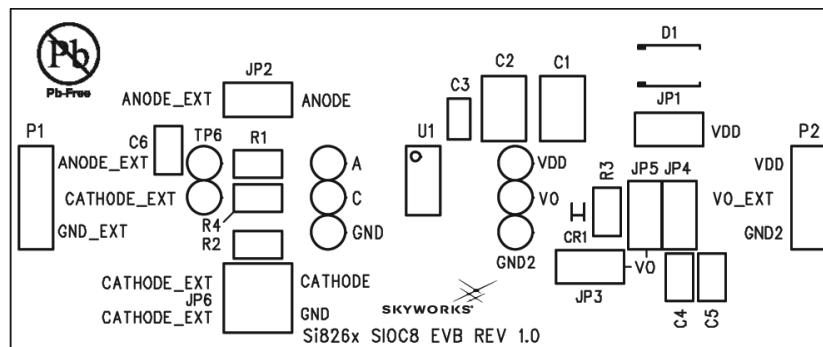 Pb
Pb-Free
D1
JP2
C2
C1
C3
ANODE_EXT
ANODE
JP1
P1
C6
TP6
R1
U1
VDD
P2
ANODE_EXT
A
VDD
R3
JP5
JP4
VDD
CATHODE_EXT
C
VO
VO_EXT
R4
GND_EXT
GND
CR1
GND2
R2
GND2
VO
CATHODE_EXT
CATHODE
JP3
JP6
SKYWORKS
CATHODE_EXT
GND
C4
C5
Si826x SIOC8 EVB REV 1.0